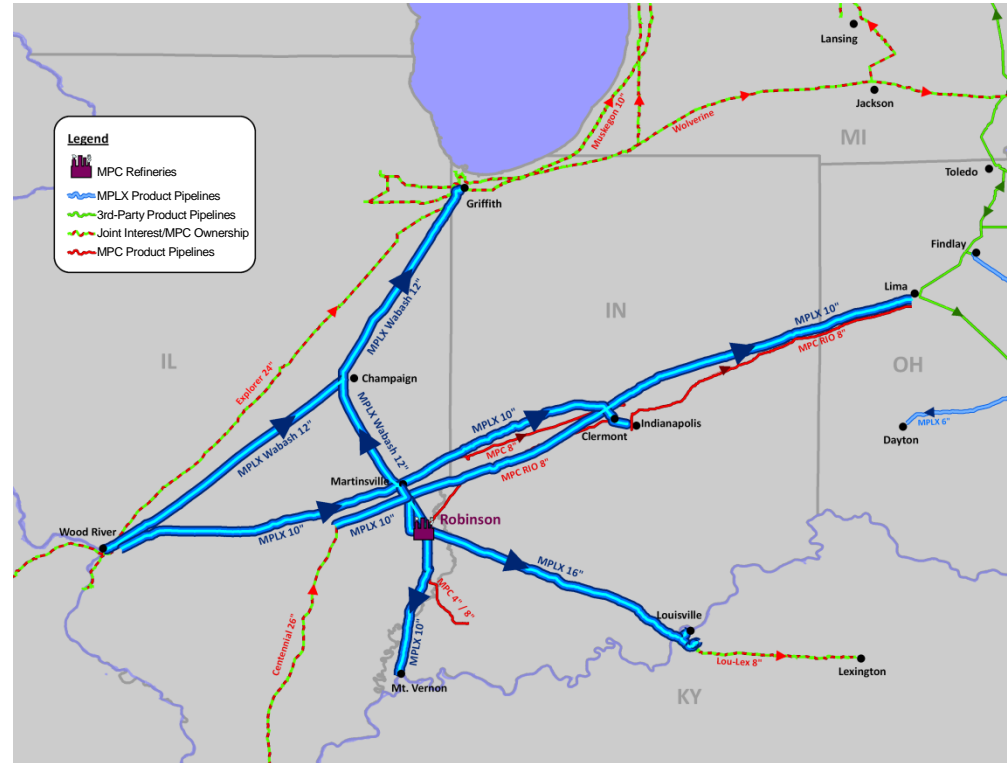 Lansing
Jackson
MI
Muskegon 10"
Wolverine
Legend
MPC Refineries
MPLX Product Pipelines
3rd-Party Product Pipelines
Joint Interest/MPC Ownership
MPC Product Pipelines
Toledo
Griffith
Findlay
Lima
IN
MPLX 10"
MPC RIO 8"
MPLX Wabash 12"
IL
Explorer 24"
Champaign
OH
MPLX Wabash 12"
MPLX Wabash 12"
MPLX 10"
Clermont
Indianapolis
MPLX 6"
Dayton
MPC 8"
MPC RIO 8"
Martinsville
Robinson
Wood River
MPLX 10"
MPLX 10"
MPLX 16"
MPC 4" / 8"
Louisville
Centennial 26"
MPLX 10"
Lou-Lex 8"
Lexington
Mt. Vernon
KY